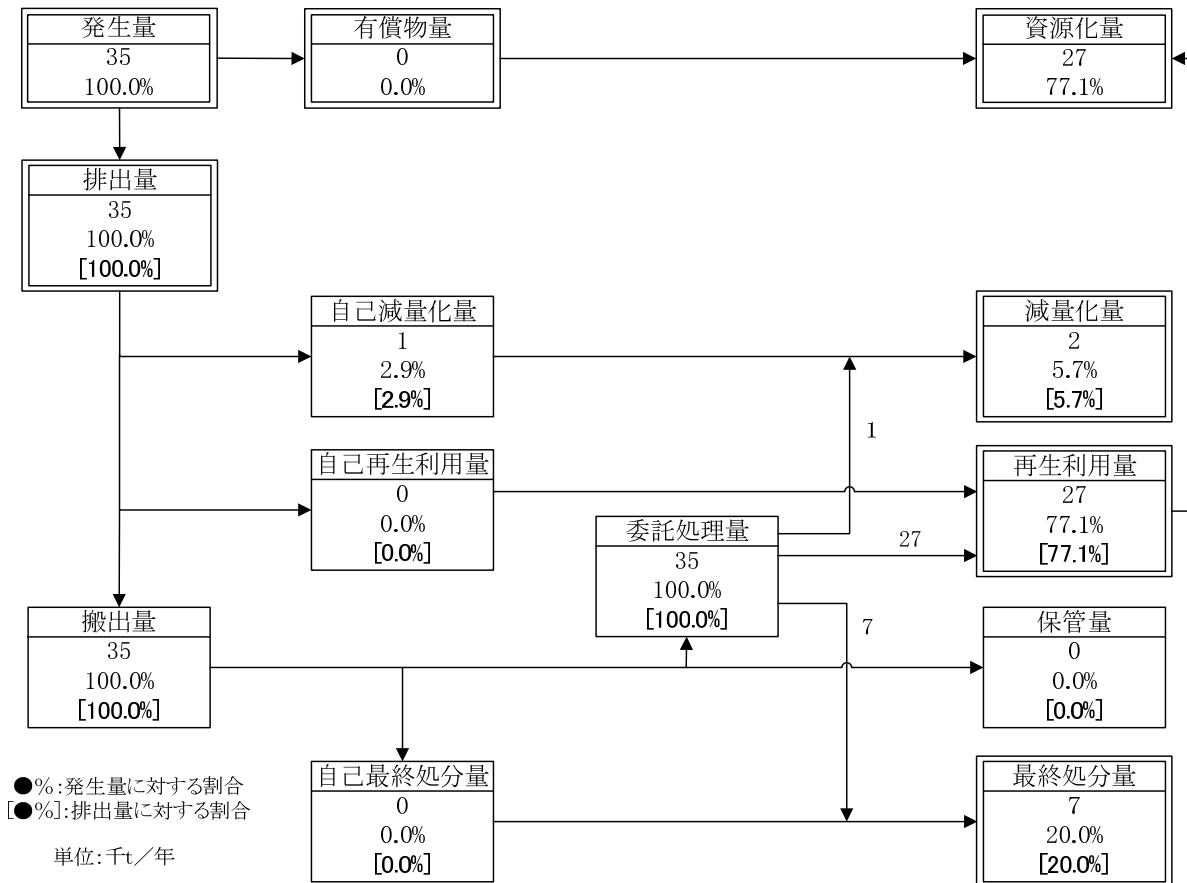 発生量
35
100.0%
有償物量
0
0.0%
資源化量
27
77.1%
排出量
35
100.0%
[100.0%]
自己減量化量
1
2.9%
[2.9%]
減量化量
2
5.7%
[5.7%]
1
自己再生利用量
0
0.0%
[0.0%]
再生利用量
27
77.1%
[77.1%]
委託処理量
35
100.0%
[100.0%]
27
7
搬出量
35
100.0%
[100.0%]
保管量
0
0.0%
[0.0%]
自己最終処分量
0
0.0%
[0.0%]
最終処分量
7
20.0%
[20.0%]
●%:発生量に対する割合
[●%]:排出量に対する割合
単位:千t／年